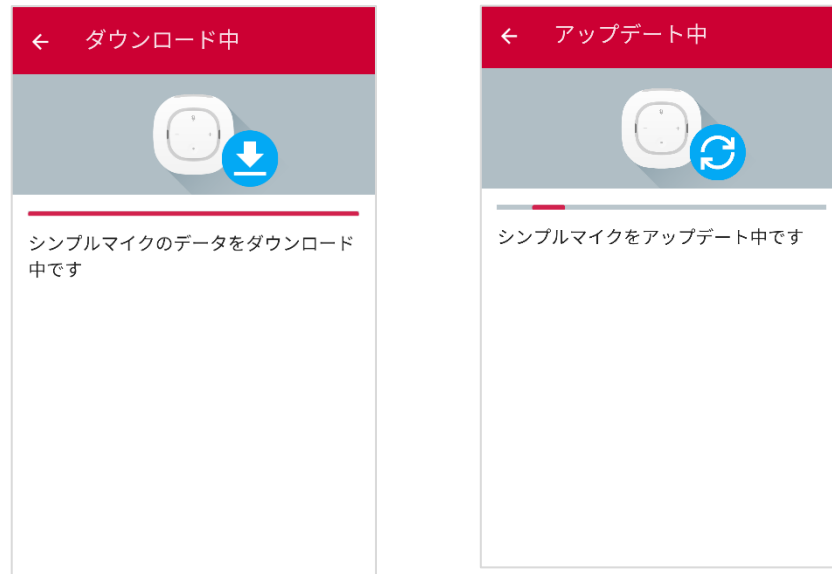 ダウンロード中
シンプルマイクのデータをダウンロード
中です
アップデート中
シンプルマイクをアップデート中です